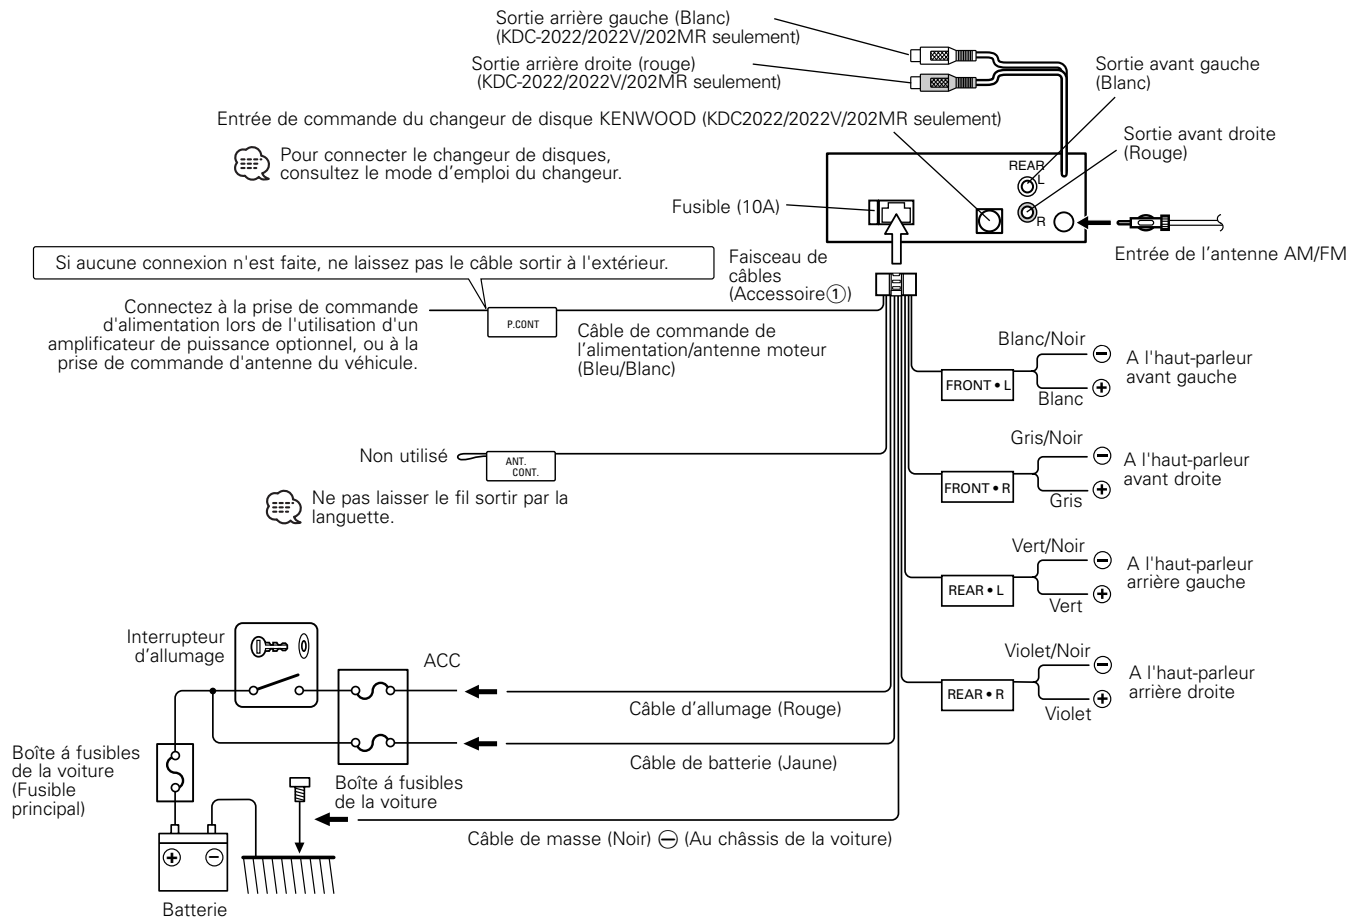 Sortie arrière gauche (Blanc)
(KDC-2022/2022V/202MR seulement)
Sortie arrière droite (rouge)
(KDC-2022/2022V/202MR seulement)
Sortie avant gauche
(Blanc)
Entrée de commande du changeur de disque KENWOOD (KDC2022/2022V/202MR seulement)
Sortie avant droite
(Rouge)
Pour connecter le changeur de disques,
consultez le mode d'emploi du changeur.
REAR
L
R
Fusible (10A)
Entrée de l'antenne AM/FM
Si aucune connexion n'est faite, ne laissez pas le câble sortir à l'extérieur.
Faisceau de
câbles
(Accessoire①)
Connectez à la prise de commande
d'alimentation lors de l'utilisation d'un
amplificateur de puissance optionnel, ou à la
prise de commande d'antenne du véhicule.
P.CONT
Câble de commande de
l'alimentation/antenne moteur
(Bleu/Blanc)
Blanc/Noir
⊖
FRONT • L
Blanc
⊕
A l'haut-parleur
avant gauche
Non utilisé
ANT.
CONT.
Ne pas laisser le fil sortir par la
languette.
Gris/Noir
⊖
FRONT • R
Gris
⊕
A l'haut-parleur
avant droite
Vert/Noir
⊖
REAR • L
Vert
⊕
A l'haut-parleur
arrière gauche
Violet/Noir
⊖
REAR • R
Violet
⊕
A l'haut-parleur
arrière droite
Interrupteur
d'allumage
ACC
Câble d'allumage (Rouge)
Câble de batterie (Jaune)
Boîte á fusibles
de la voiture
(Fusible
principal)
Boîte á fusibles
de la voiture
Câble de masse (Noir) ⊖ (Au châssis de la voiture)
⊕ ⊖
Batterie